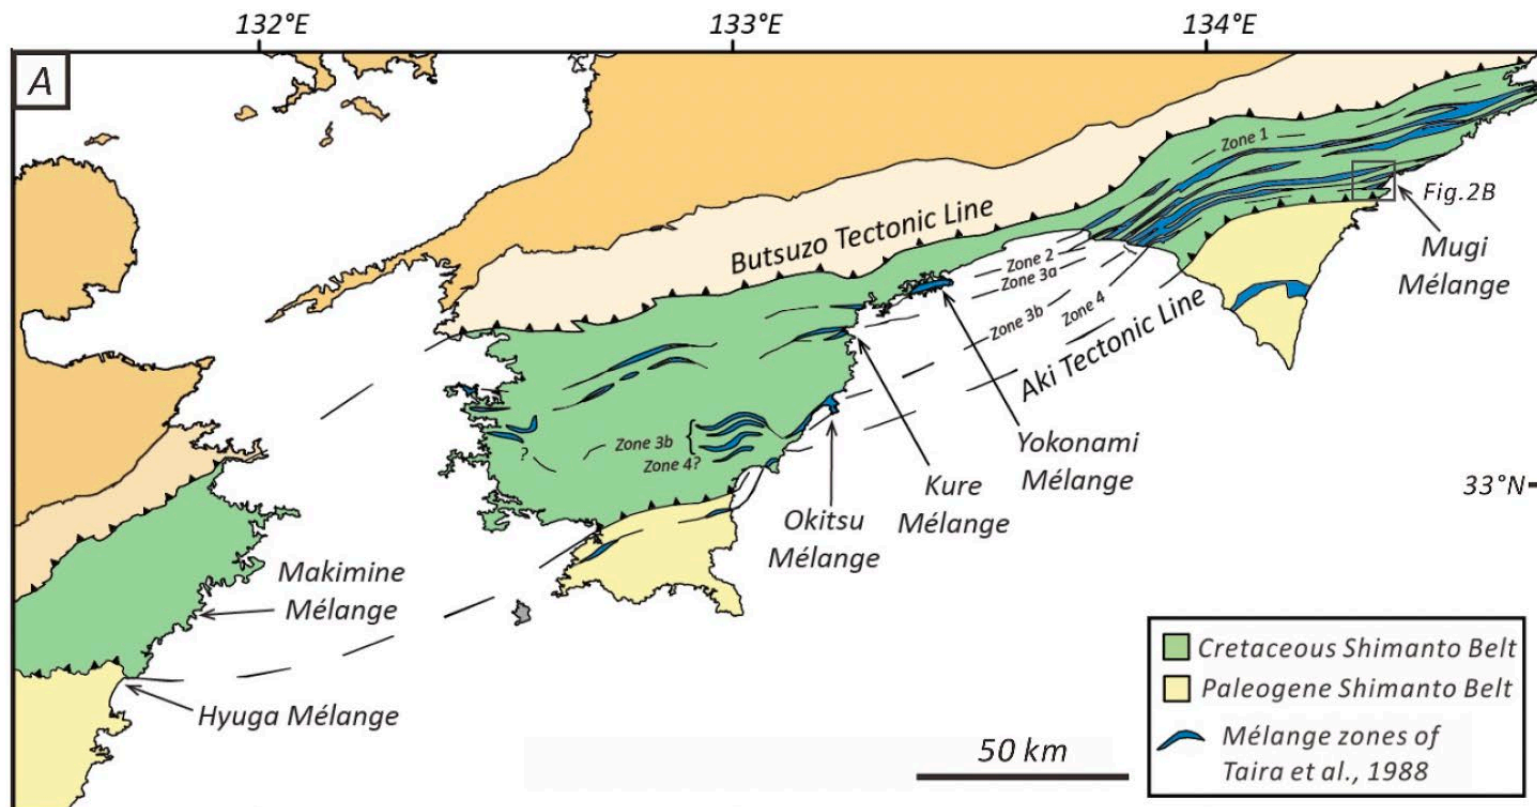 132°E
133°E
134°E
A
Zone 1
Fig.2B
Mugi
Mélange
Butsuzo Tectonic Line
Zone 2
Zone 3a
Zone 3b
Zone 4
Aki Tectonic Line
Zone 3b
Zone 4?
?
Yokonami
Mélange
Kure
Mélange
Okitsu
Mélange
33°N
Makimine
Mélange
Hyuga Mélange
50 km
Cretaceous Shimanto Belt
Paleogene Shimanto Belt
Mélange zones of
Taira et al., 1988